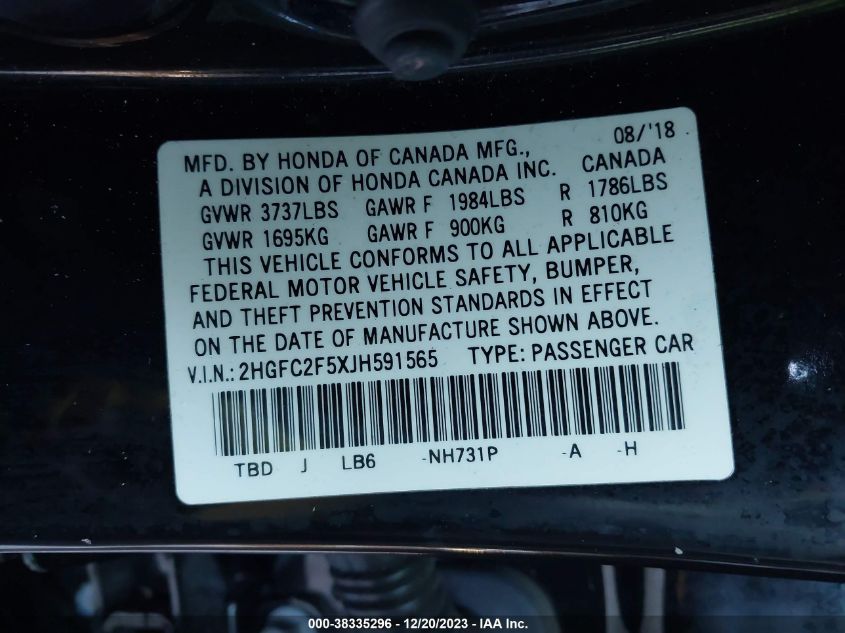 08/'18
MFD. BY HONDA OF CANADA MFG.,
A DIVISION OF HONDA CANADA INC. CANADA
GVWR 3737LBS GAWR F 1984LBS R 1786LBS
GVWR 1695KG GAWR F 900KG R 810KG
THIS VEHICLE CONFORMS TO ALL APPLICABLE
FEDERAL MOTOR VEHICLE SAFETY, BUMPER,
AND THEFT PREVENTION STANDARDS IN EFFECT
ON THE DATE OF MANUFACTURE SHOWN ABOVE.
V.I.N.: 2HGFC2F5XJH591565 TYPE: PASSENGER CAR
TBD J LB6 -NH731P -A -H
000-38335296 - 12/20/2023 - IAA Inc.